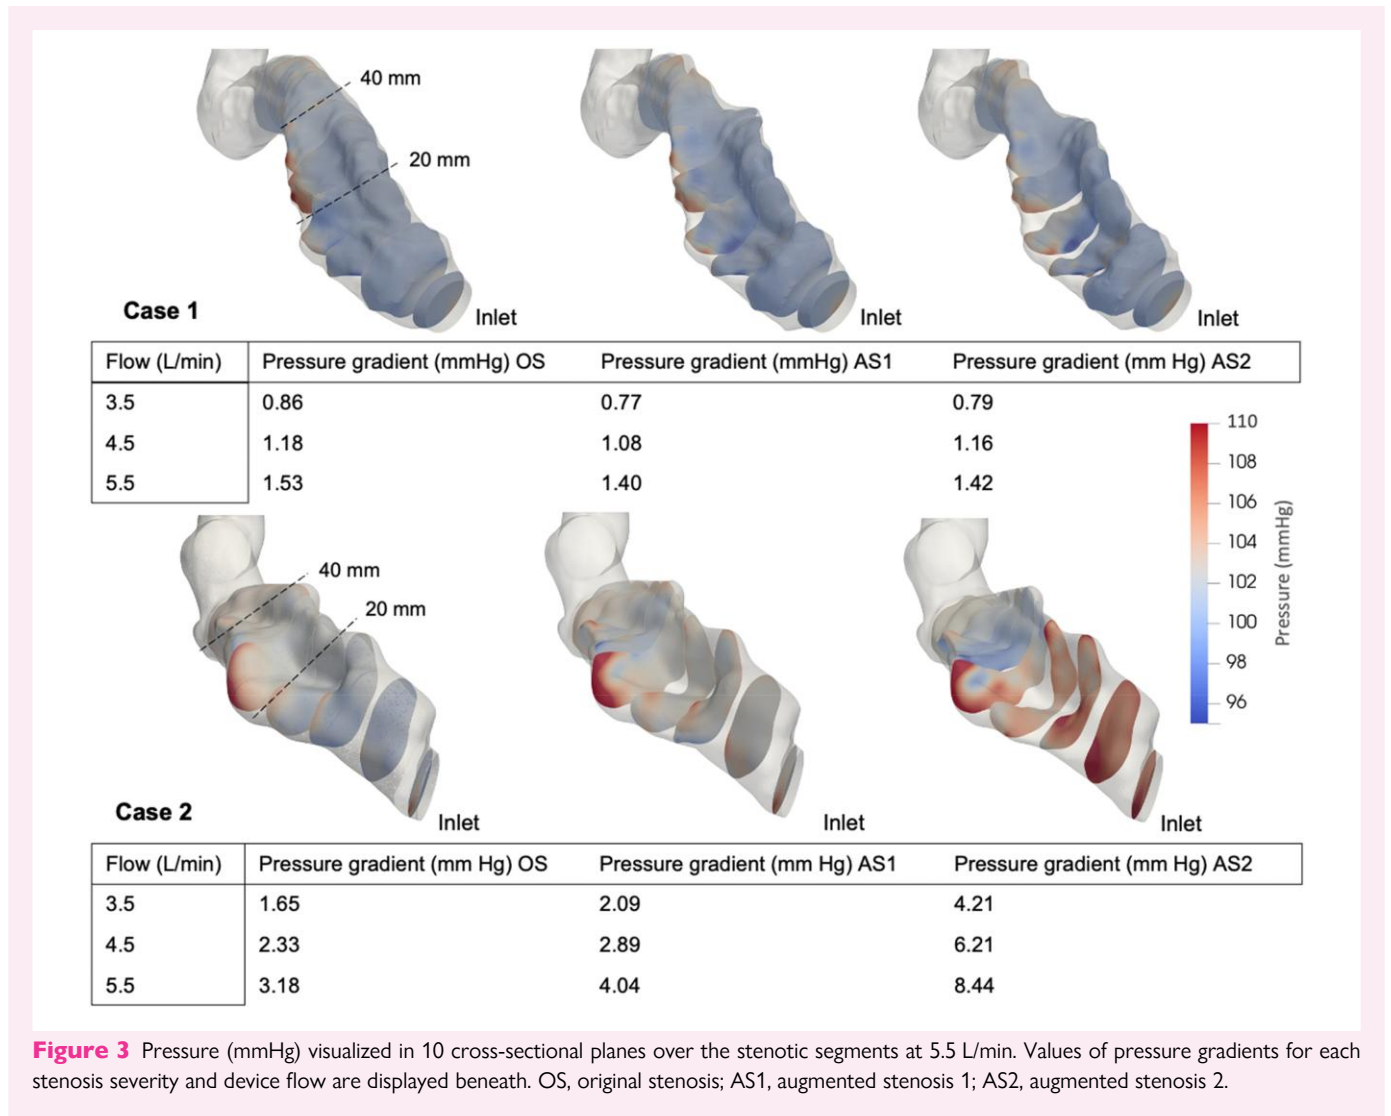 40 mm
20 mm
Case 1
Inlet
Inlet
Inlet
Flow (L/min) Pressure gradient (mmHg) OS Pressure gradient (mmHg) AS1 Pressure gradient (mm Hg) AS2
3.5 0.86 0.77 0.79
4.5 1.18 1.08 1.16
5.5 1.53 1.40 1.42
110
108
106
104
102
100
98
96
Pressure (mmHg)
40 mm
20 mm
Case 2
Inlet
Inlet
Inlet
Flow (L/min) Pressure gradient (mm Hg) OS Pressure gradient (mm Hg) AS1 Pressure gradient (mm Hg) AS2
3.5 1.65 2.09 4.21
4.5 2.33 2.89 6.21
5.5 3.18 4.04 8.44
Figure 3 Pressure (mmHg) visualized in 10 cross-sectional planes over the stenotic segments at 5.5 L/min. Values of pressure gradients for each
stenosis severity and device flow are displayed beneath. OS, original stenosis; AS1, augmented stenosis 1; AS2, augmented stenosis 2.